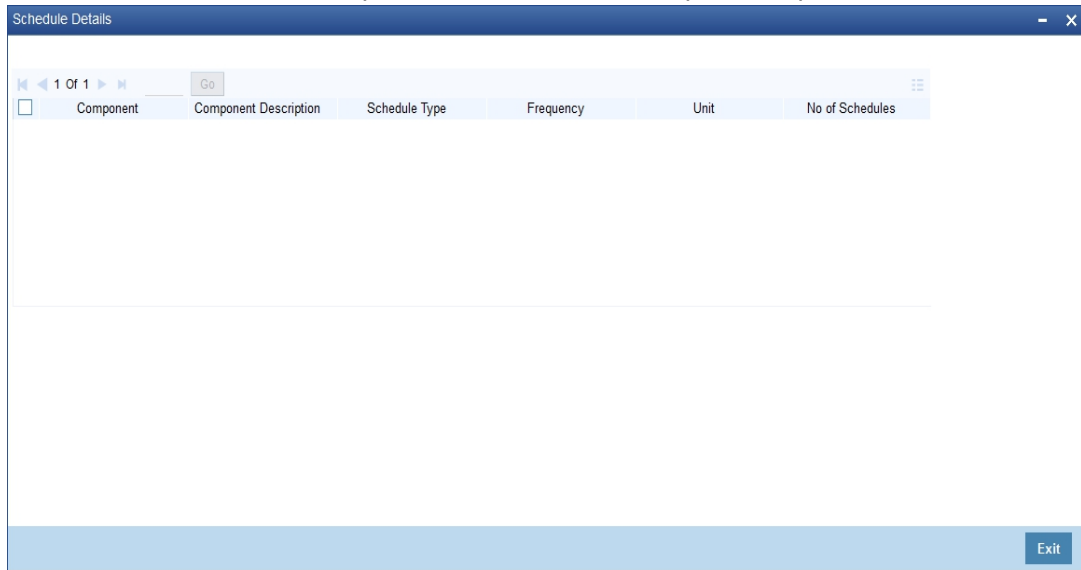 Schedule Details
1 Of 1 Go
Component Component Description Schedule Type Frequency Unit No of Schedules
Exit